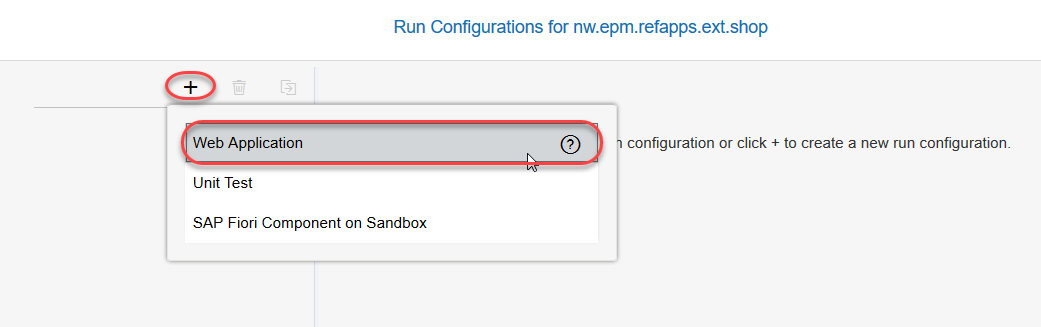 Run Configurations for nw.epm.refapps.ext.shop
Web Application
configuration or click + to create a new run configuration.
Unit Test
SAP Fiori Component on Sandbox